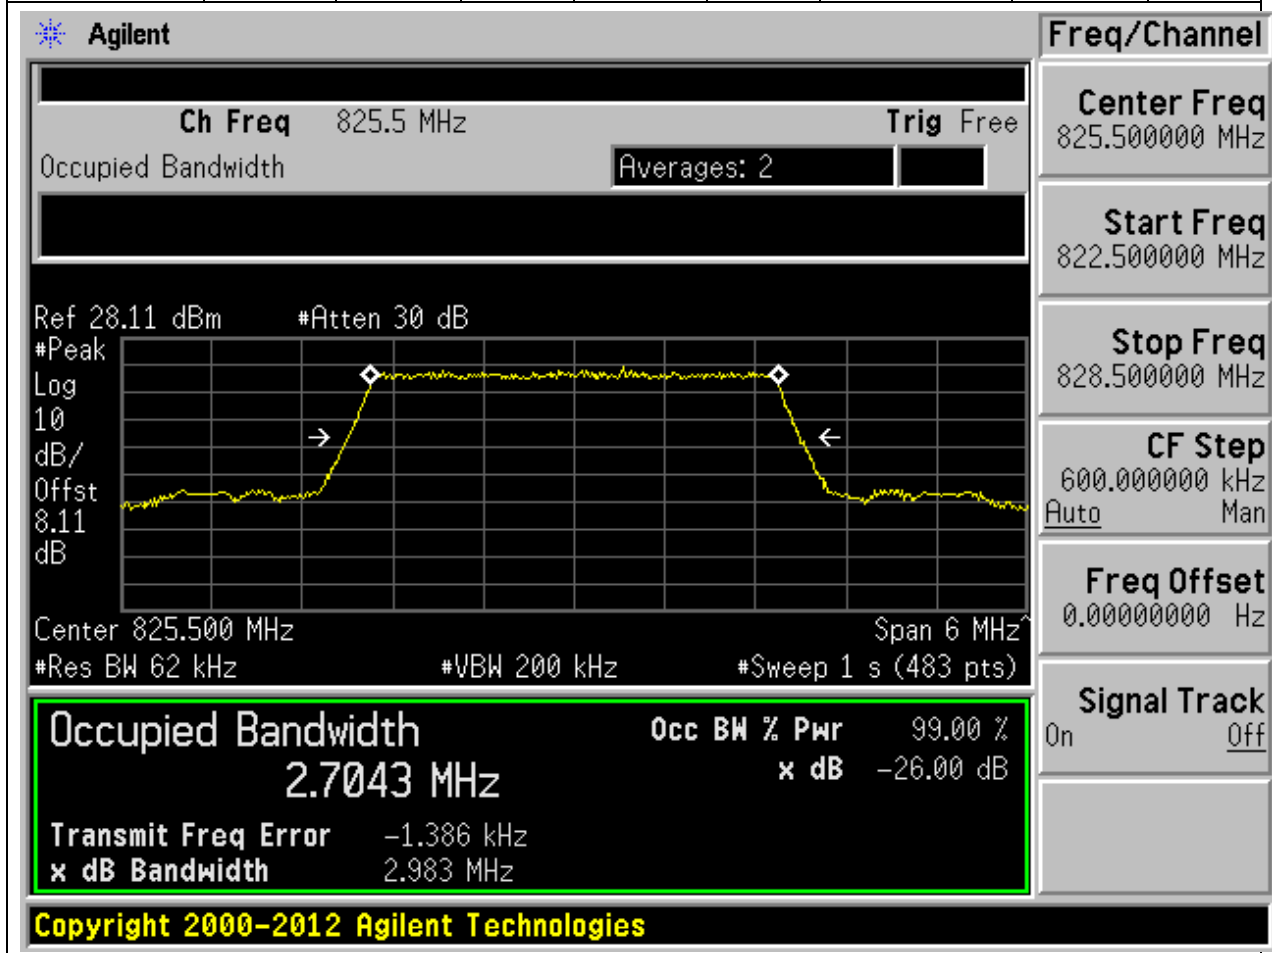 Agilent
Freq/Channel
Ch Freq 825.5 MHz Trig Free
Occupied Bandwidth Averages: 2
Center Freq
825.500000 MHz
Start Freq
822.500000 MHz
Stop Freq
828.500000 MHz
CF Step
600.000000 kHz
Auto Man
Freq Offset
0.00000000 Hz
Signal Track
On Off
Ref 28.11 dBm #Atten 30 dB
#Peak
Log
10
dB/
Offst
8.11
dB
Center 825.500 MHz Span 6 MHz^
#Res BW 62 kHz #VBW 200 kHz #Sweep 1 s (483 pts)
Occupied Bandwidth Occ BW % Pwr 99.00 %
2.7043 MHz x dB -26.00 dB
Transmit Freq Error -1.386 kHz
x dB Bandwidth 2.983 MHz
Copyright 2000-2012 Agilent Technologies